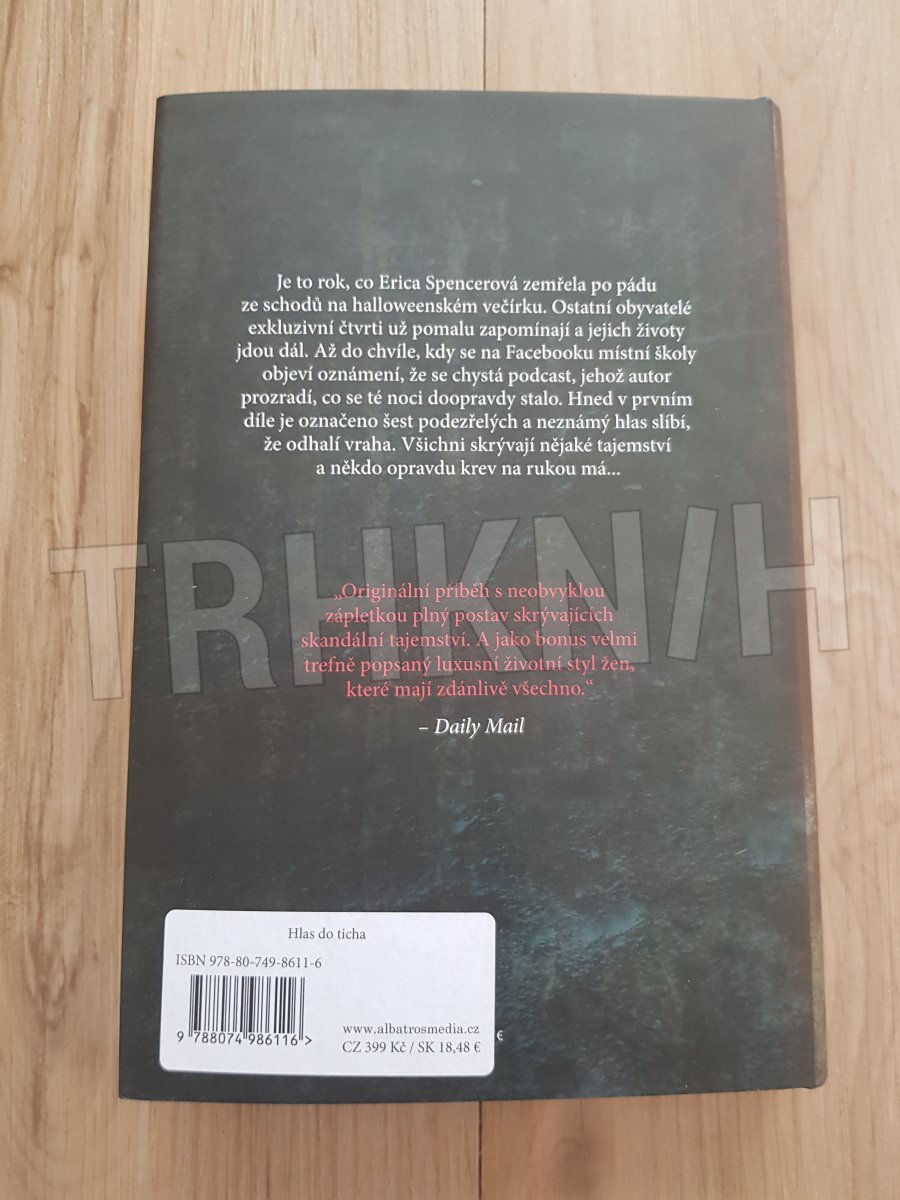 Je to rok, co Erica Spencerová zemřela po pádu
ze schodů na halloweenském večírku. Ostatní obyvatelé
exkluzivní čtvrti už pomalu zapomínají a jejich životy
jdou dál. Až do chvíle, kdy se na Facebooku místní školy
objeví oznámení, že se chystá podcast, jehož autor
prozradí, co se té noci doopravdy stalo. Hned v prvním
díle je označeno šest podezřelých a neznámý hlas slíbí,
že odhalí vraha. Všichni skrývají nějaké tajemství
a někdo opravdu krev na rukou má...
TRHKNIH
„Originální příběh s neobvyklou
zápletkou plný postav skrývajících
skandální tajemství. A jako bonus velmi
trefně popsaný luxusní životní styl žen,
které mají zdánlivě všechno.“
– Daily Mail
Hlas do ticha
ISBN 978-80-749-8611-6
9 788074 986116 >
www.albatrosmedia.cz
CZ 399 Kč / SK 18,48 €
€